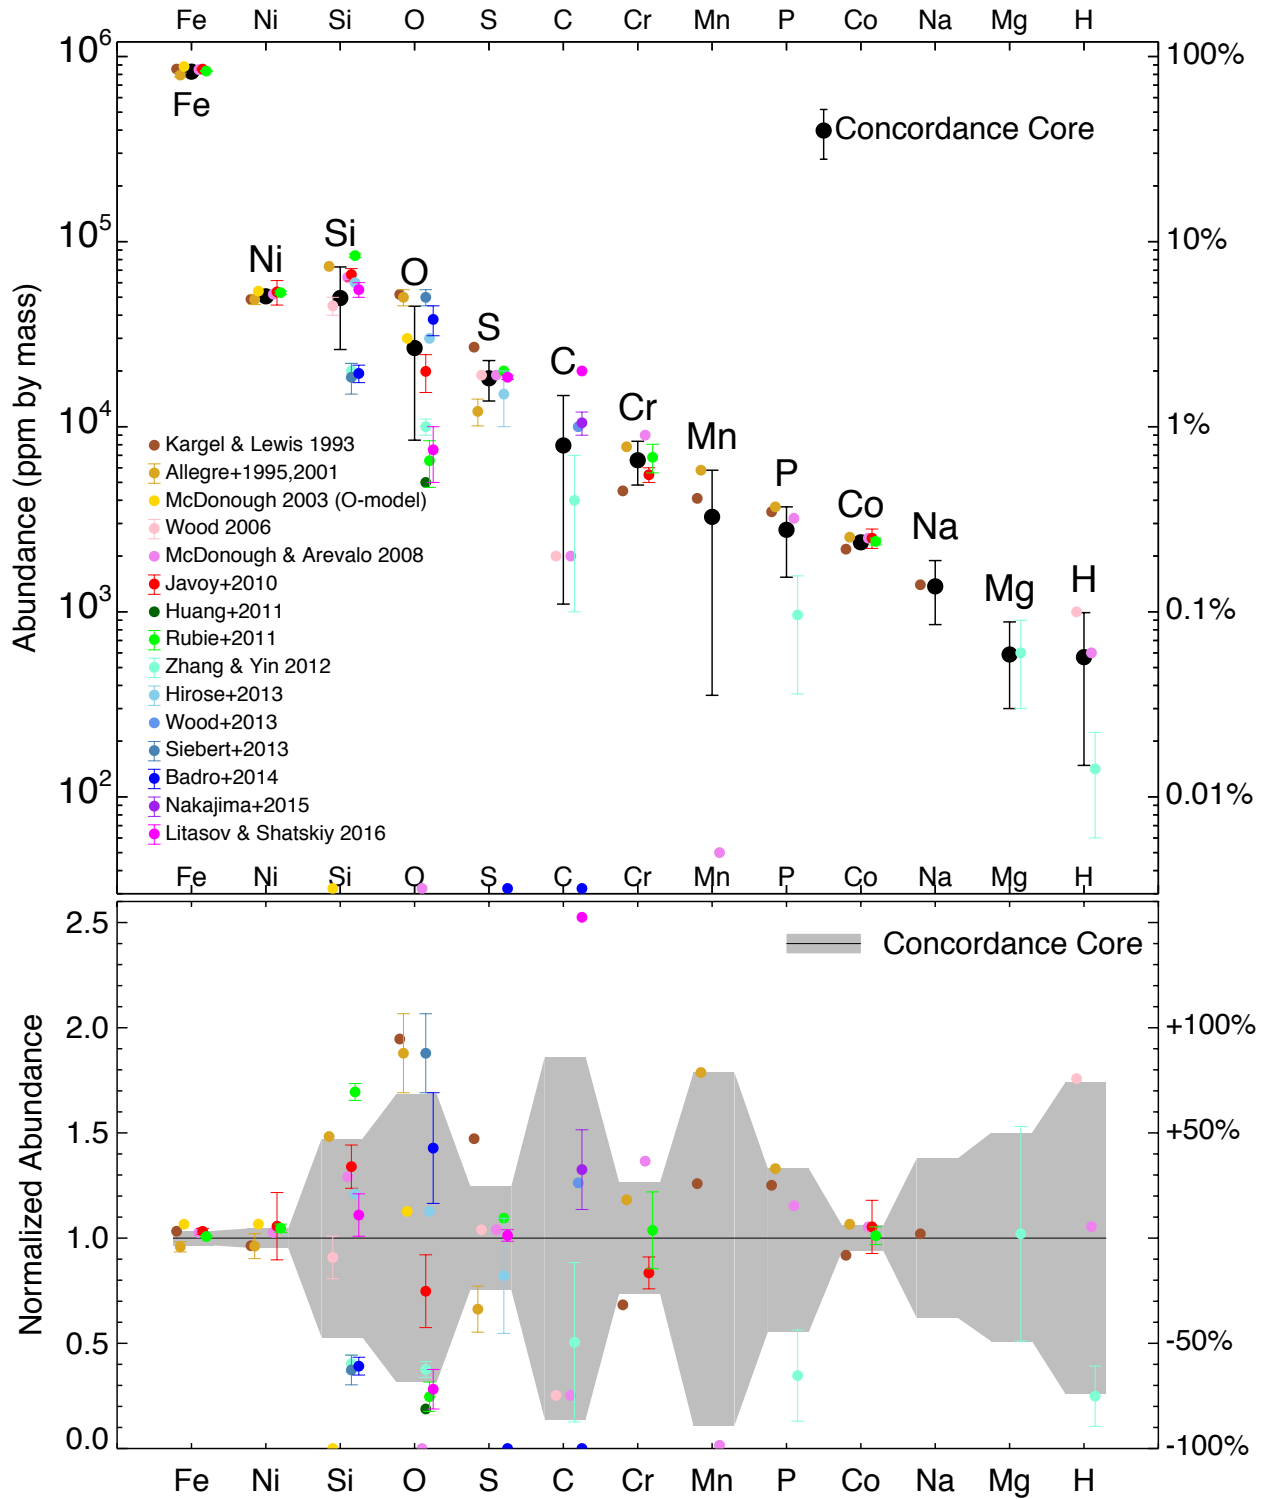 Fe Ni Si O S C Cr Mn P Co Na Mg H
10^6 100%
Fe
Concordance Core
10^5 10%
Ni Si O S C Cr Mn P Co Na Mg H
10^4 1%
10^3 0.1%
10^2 0.01%
Abundance (ppm by mass)
Kargel & Lewis 1993
Allegre+1995,2001
McDonough 2003 (O-model)
Wood 2006
McDonough & Arevalo 2008
Javoy+2010
Huang+2011
Rubie+2011
Zhang & Yin 2012
Hirose+2013
Wood+2013
Siebert+2013
Badro+2014
Nakajima+2015
Litasov & Shatskiy 2016
Fe Ni Si O S C Cr Mn P Co Na Mg H
2.5
Concordance Core
2.0 +100%
1.5 +50%
1.0
0.5 -50%
0.0 -100%
Normalized Abundance
Fe Ni Si O S C Cr Mn P Co Na Mg H